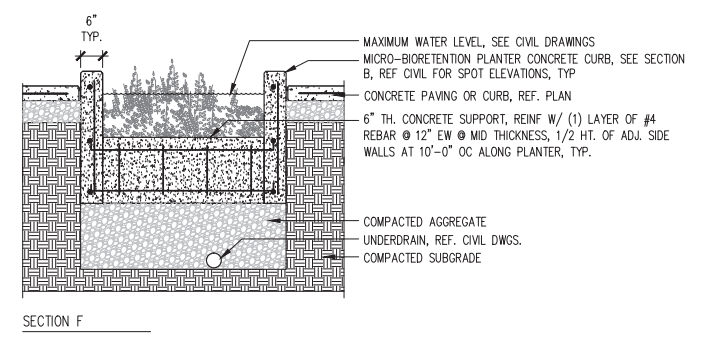 6"
TYP.
MAXIMUM WATER LEVEL, SEE CIVIL DRAWINGS
MICRO-BIORETENTION PLANTER CONCRETE CURB, SEE SECTION
B, REF CIVIL FOR SPOT ELEVATIONS, TYP
CONCRETE PAVING OR CURB, REF. PLAN
6" TH. CONCRETE SUPPORT, REINF W/ (1) LAYER OF #4
REBAR @ 12" EW @ MID THICKNESS, 1/2 HT. OF ADJ. SIDE
WALLS AT 10'-0" OC ALONG PLANTER, TYP.
COMPACTED AGGREGATE
UNDERDRAIN, REF. CIVIL DWGS.
COMPACTED SUBGRADE
SECTION F